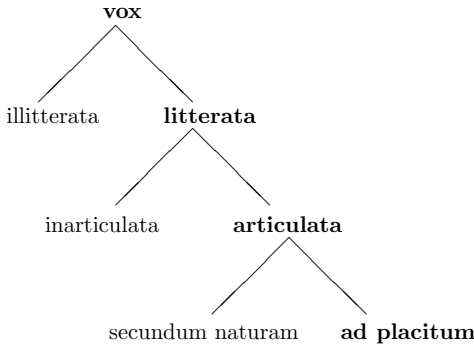 vox
illitterata litterata
inarticulata articulata
secundum naturam ad placitum